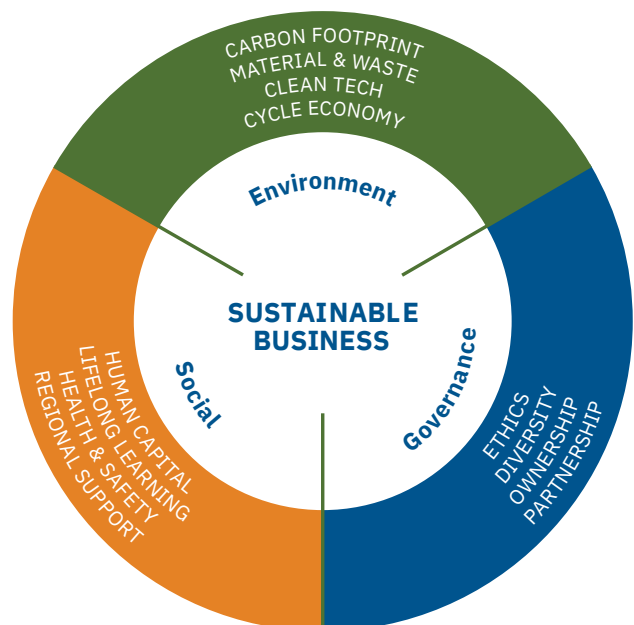 CARBON FOOTPRINT
MATERIAL & WASTE
CLEAN TECH
CYCLE ECONOMY
Environment
SUSTAINABLE
BUSINESS
Social
Governance
HUMAN CAPITAL
LIFELONG LEARNING
HEALTH & SAFETY
REGIONAL SUPPORT
ETHICS
DIVERSITY
OWNERSHIP
PARTNERSHIP